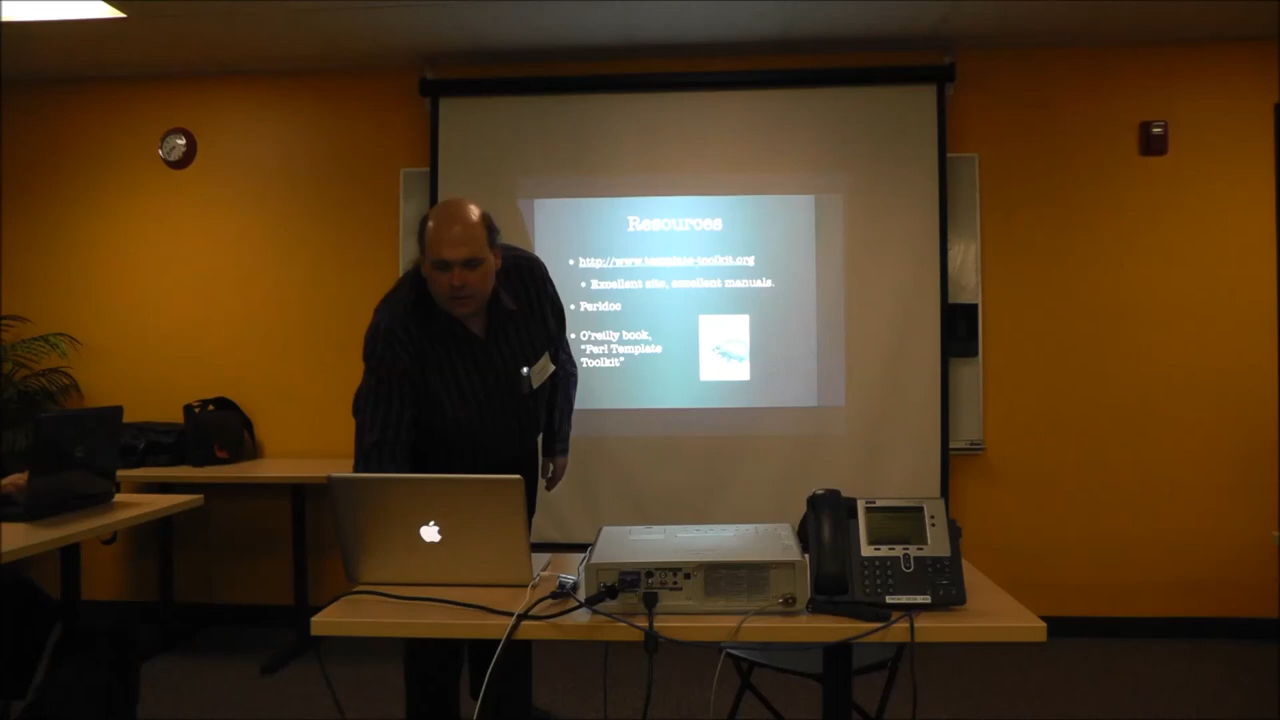 Resources
• http://www.template-toolkit.org
• Excellent site, excellent manuals.
• Perldoc
• O'reilly book,
"Perl Template
Toolkit"